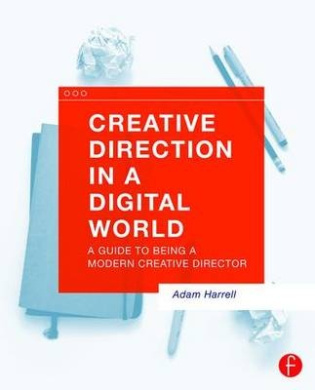 CREATIVE
DIRECTION
IN A
DIGITAL
WORLD
A GUIDE TO BEING A
MODERN CREATIVE DIRECTOR
Adam Harrell
f